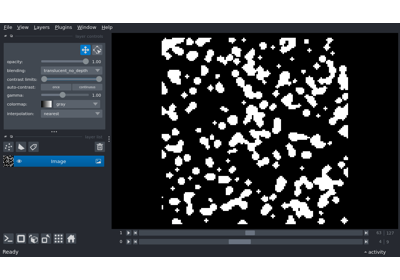 File View Layers Plugins Window Help
opacity: 1.00
blending: translucent_no_depth
contrast limits:
auto-contrast: once continuous
gamma: 1.00
colormap: gray
interpolation: nearest
Image
1
0
Ready
activity